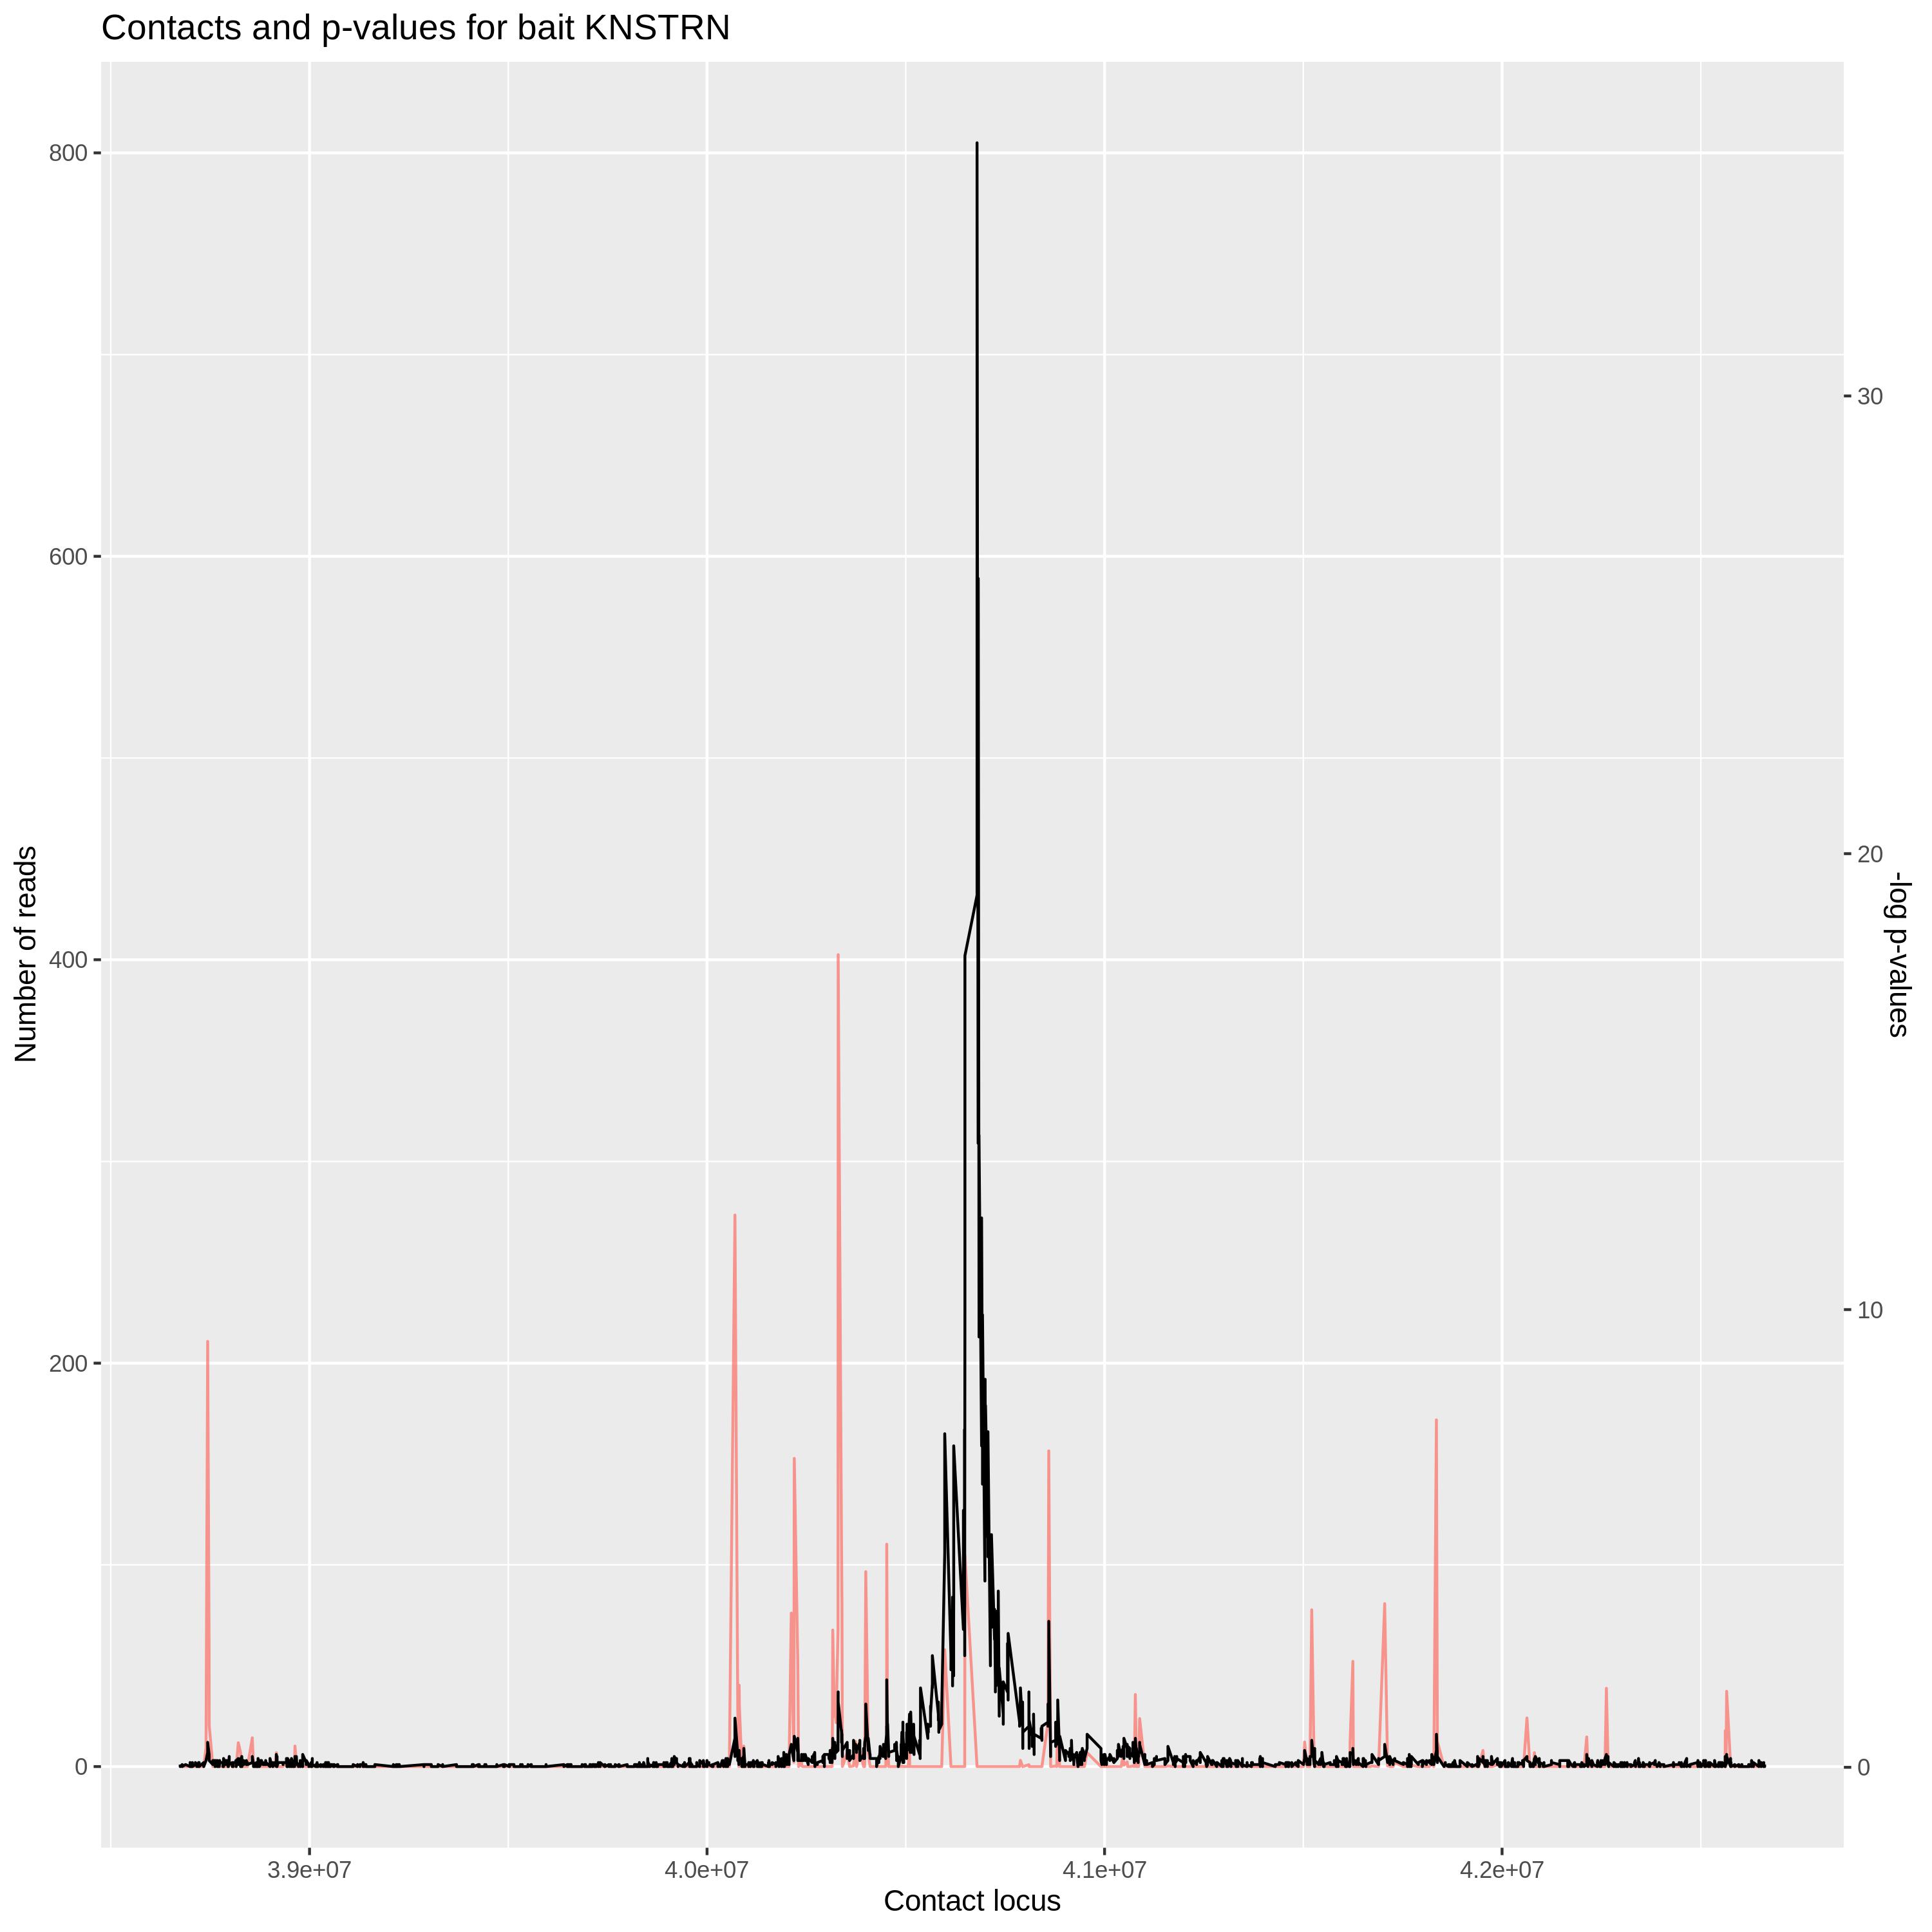 Contacts and p-values for bait KNSTRN
800
600
400
200
0
Number of reads
30
20
10
0
-log p-values
3.9e+07
4.0e+07
4.1e+07
4.2e+07
Contact locus